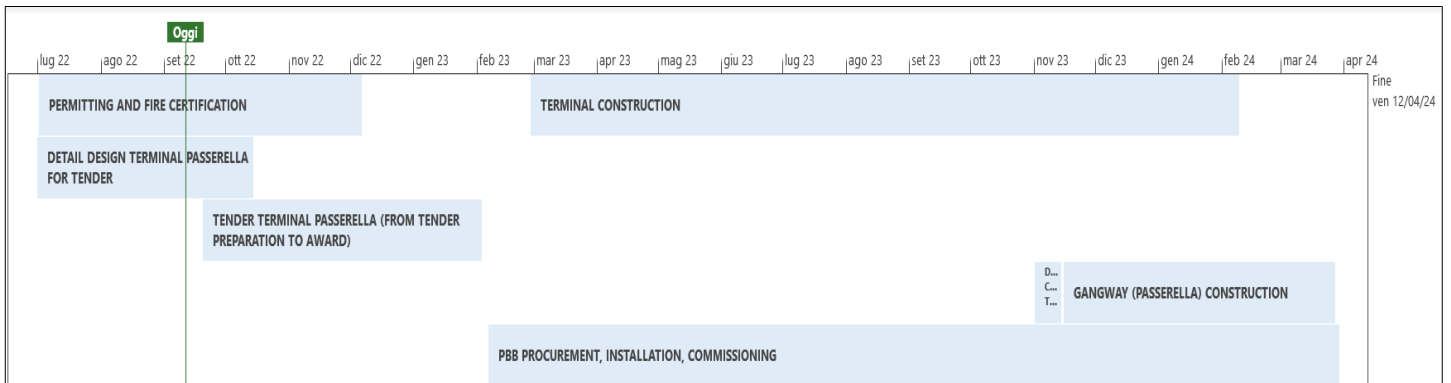 Oggi
lug 22 ago 22 set 22 ott 22 nov 22 dic 22 gen 23 feb 23 mar 23 apr 23 mag 23 giu 23 lug 23 ago 23 set 23 ott 23 nov 23 dic 23 gen 24 feb 24 mar 24 apr 24
Fine
ven 12/04/24
PERMITTING AND FIRE CERTIFICATION
TERMINAL CONSTRUCTION
DETAIL DESIGN TERMINAL PASSERELLA
FOR TENDER
TENDER TERMINAL PASSERELLA (FROM TENDER
PREPARATION TO AWARD)
D...
C...
T...
GANGWAY (PASSERELLA) CONSTRUCTION
PBB PROCUREMENT, INSTALLATION, COMMISSIONING